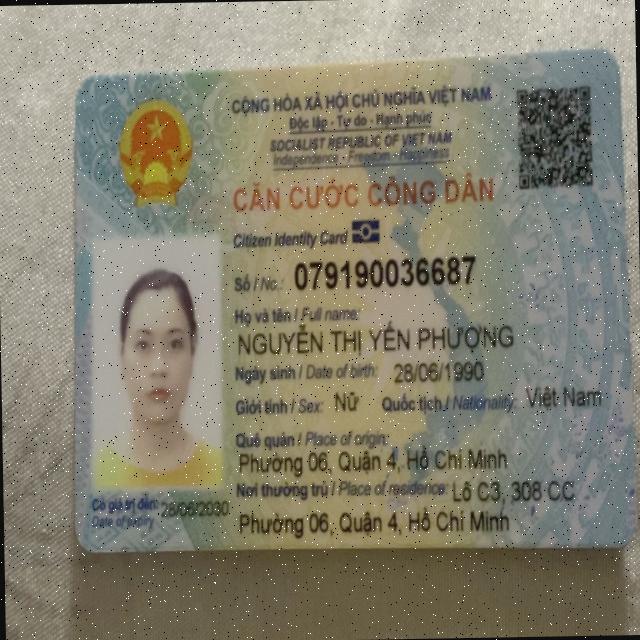 CỘNG HÒA XÃ HỘI CHỦ NGHĨA VIỆT NAM
Độc lập - Tự do - Hạnh phúc
SOCIALIST REPUBLIC OF VIET NAM
Independence - Freedom - Happiness
CĂN CƯỚC CÔNG DÂN
Citizen Identity Card
Số / No.: 079190036687
Họ và tên / Full name:
NGUYỄN THỊ YẾN PHƯỢNG
Ngày sinh / Date of birth: 28/06/1990
Giới tính / Sex: Nữ Quốc tịch / Nationality: Việt Nam
Quê quán / Place of origin:
Phường 06, Quận 4, Hồ Chí Minh
Nơi thường trú / Place of residence: Lô C3, 308 CC
Phường 06, Quận 4, Hồ Chí Minh
Có giá trị đến: 28/06/2030
Date of expiry